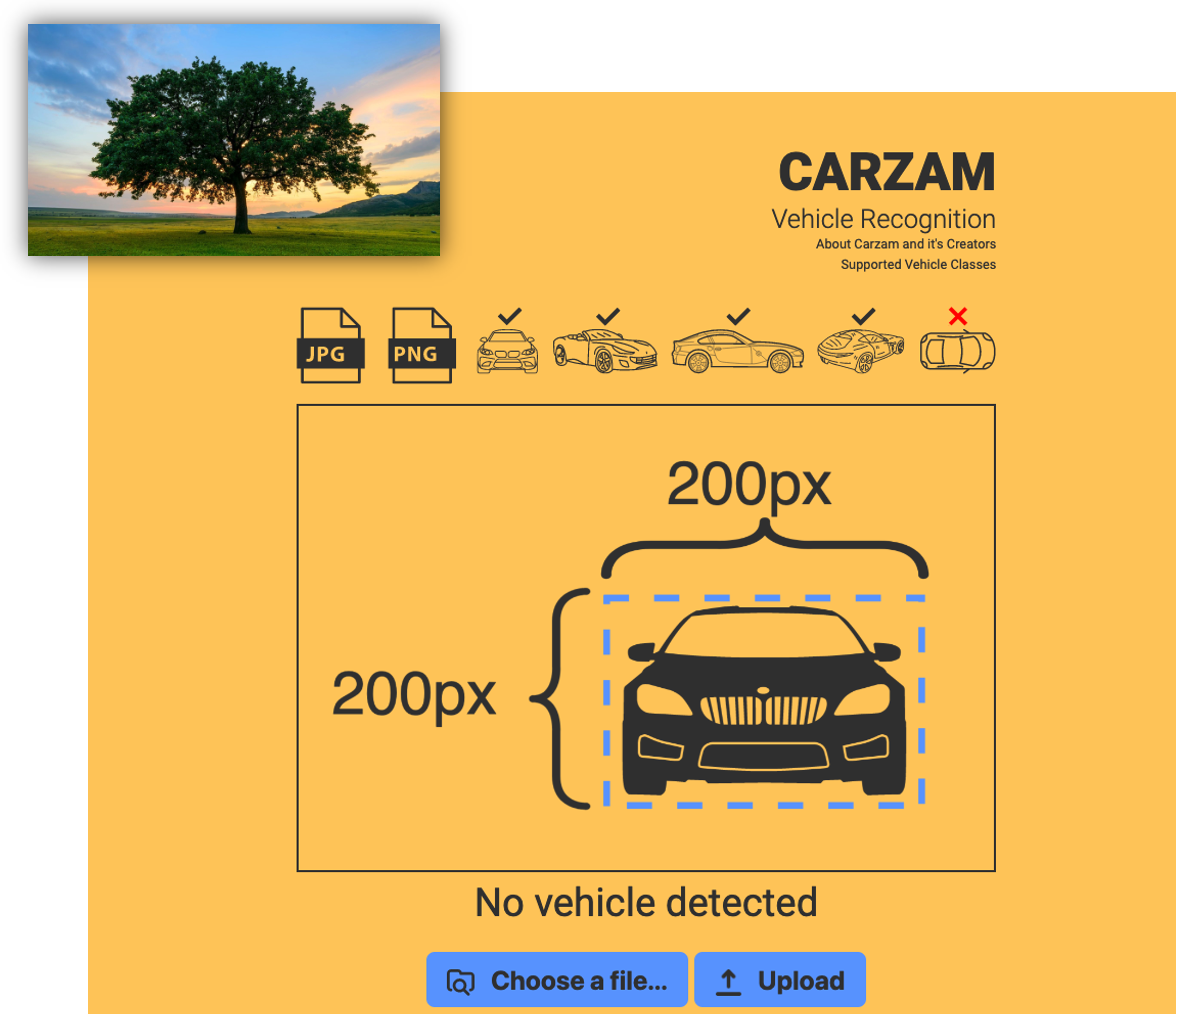 CARZAM
Vehicle Recognition
About Carzam and it's Creators
Supported Vehicle Classes
JPG
PNG
200px
200px
No vehicle detected
Choose a file...
Upload